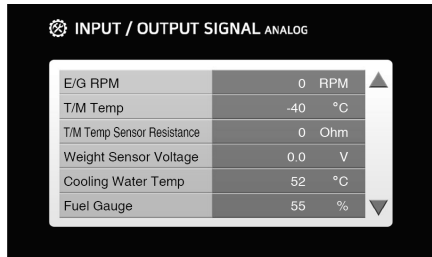 INPUT / OUTPUT SIGNAL ANALOG
E/G RPM 0 RPM
T/M Temp -40 °C
T/M Temp Sensor Resistance 0 Ohm
Weight Sensor Voltage 0.0 V
Cooling Water Temp 52 °C
Fuel Gauge 55 %